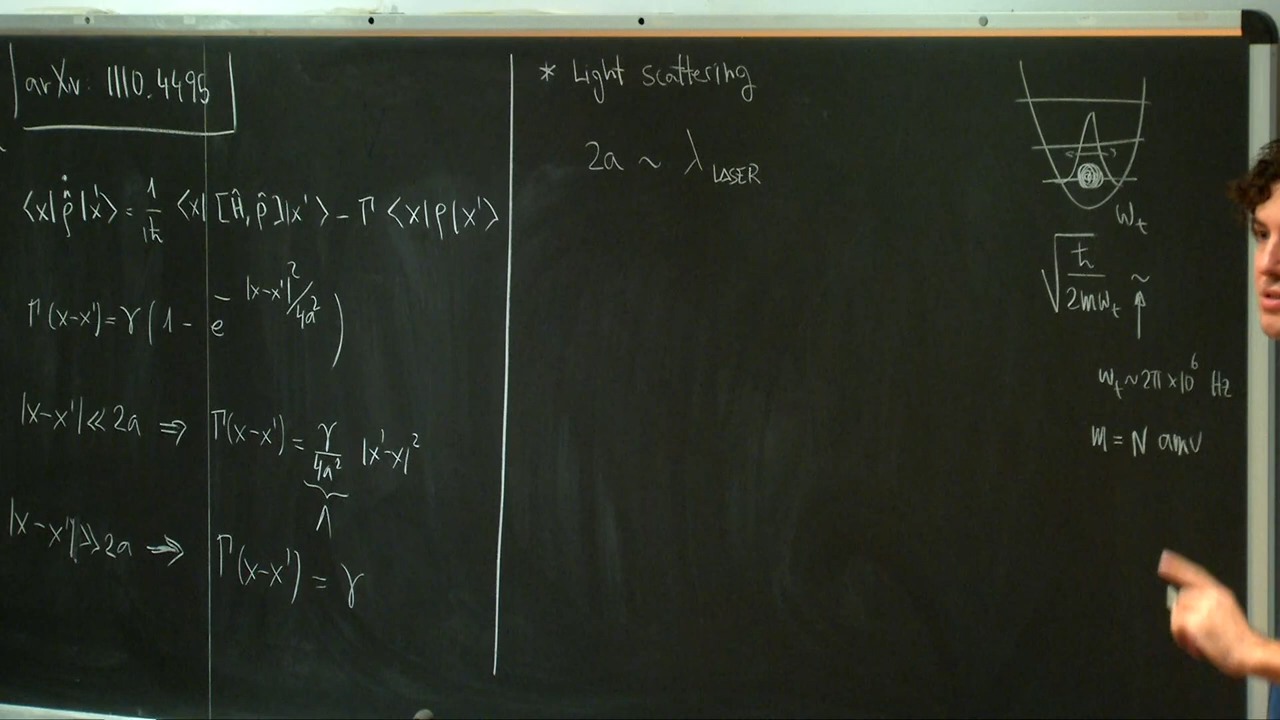 arXiv: 1110.4495
⟨x|ρ̇̂|x'⟩ = 1/iħ ⟨x|[Ĥ,ρ̂]|x'⟩ - Γ ⟨x|ρ|x'⟩
Γ(x-x') = γ(1 - e^{-|x-x'|²/4a²})
|x-x'| ≪ 2a ⇒ Γ(x-x') = γ/4a² |x'-x|²
Λ
|x-x'| ≫ 2a ⇒ Γ(x-x') = γ
* Light scattering
2a ~ λ_LASER
ω_t
√(ħ/2mω_t) ~
ω_t ~ 2π × 10⁶ Hz
m = N amu